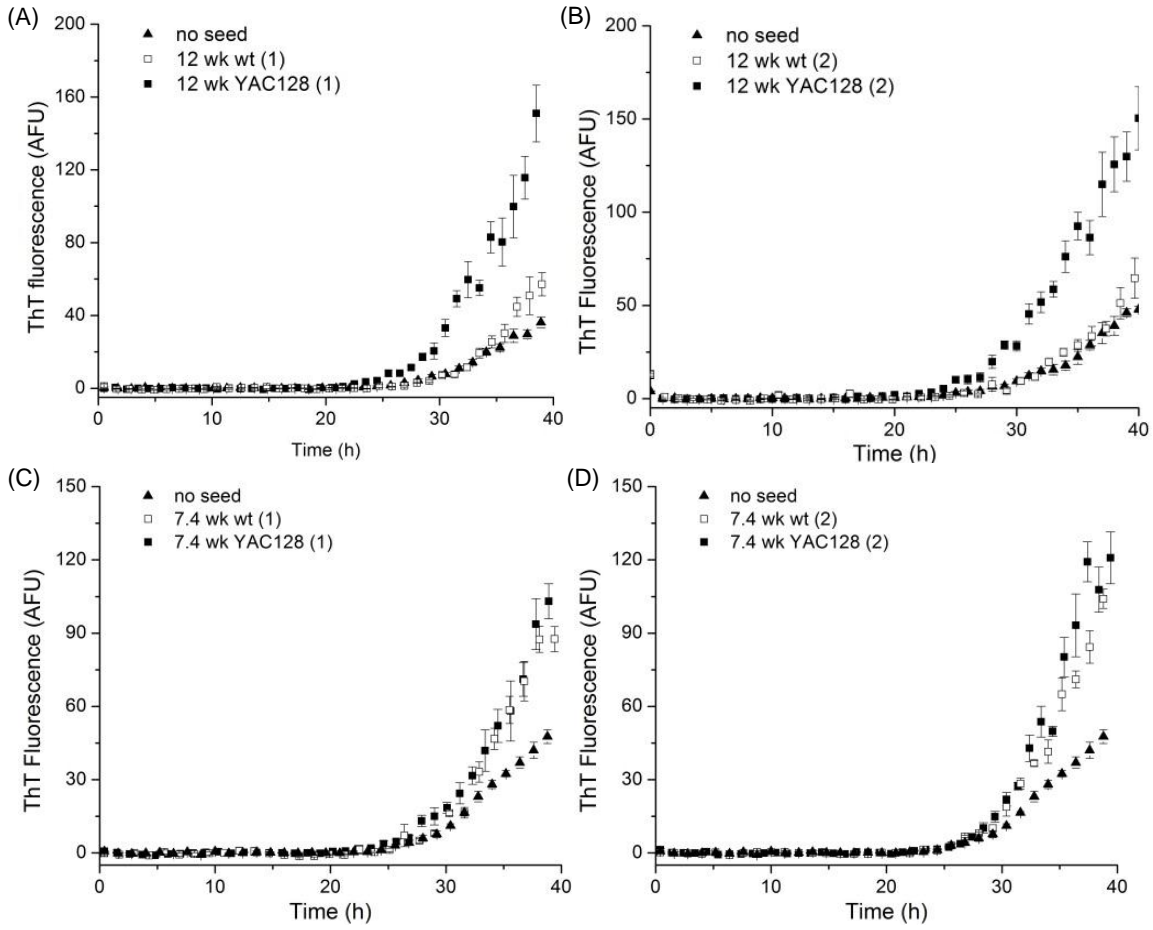 (A)
no seed
12 wk wt (1)
12 wk YAC128 (1)
ThT fluorescence (AFU)
200
160
120
80
40
0
0
10
20
30
40
Time (h)
(B)
no seed
12 wk wt (2)
12 wk YAC128 (2)
ThT Fluorescence (AFU)
200
150
100
50
0
0
10
20
30
40
Time (h)
(C)
no seed
7.4 wk wt (1)
7.4 wk YAC128 (1)
ThT Fluorescence (AFU)
150
120
90
60
30
0
0
10
20
30
40
Time (h)
(D)
no seed
7.4 wk wt (2)
7.4 wk YAC128 (2)
ThT Fluorescence (AFU)
150
120
90
60
30
0
0
10
20
30
40
Time (h)